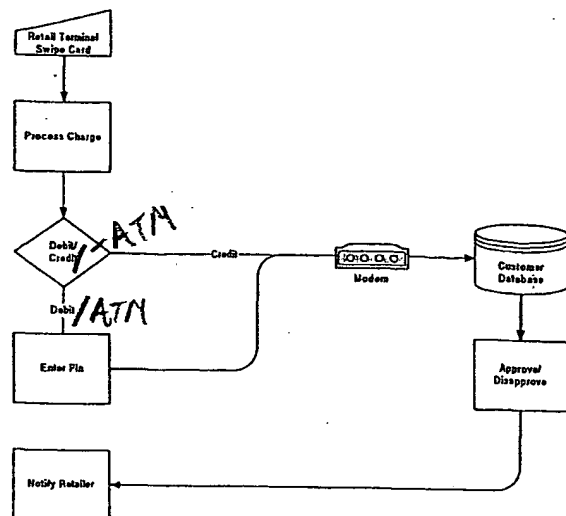 Retail Terminal
Swipe Card
Process Charge
Debit/
Credit
/-ATM
Credit
Modem
Customer
Database
Debit
/ATM
Enter Pin
Approve/
Disapprove
Notify Retailer